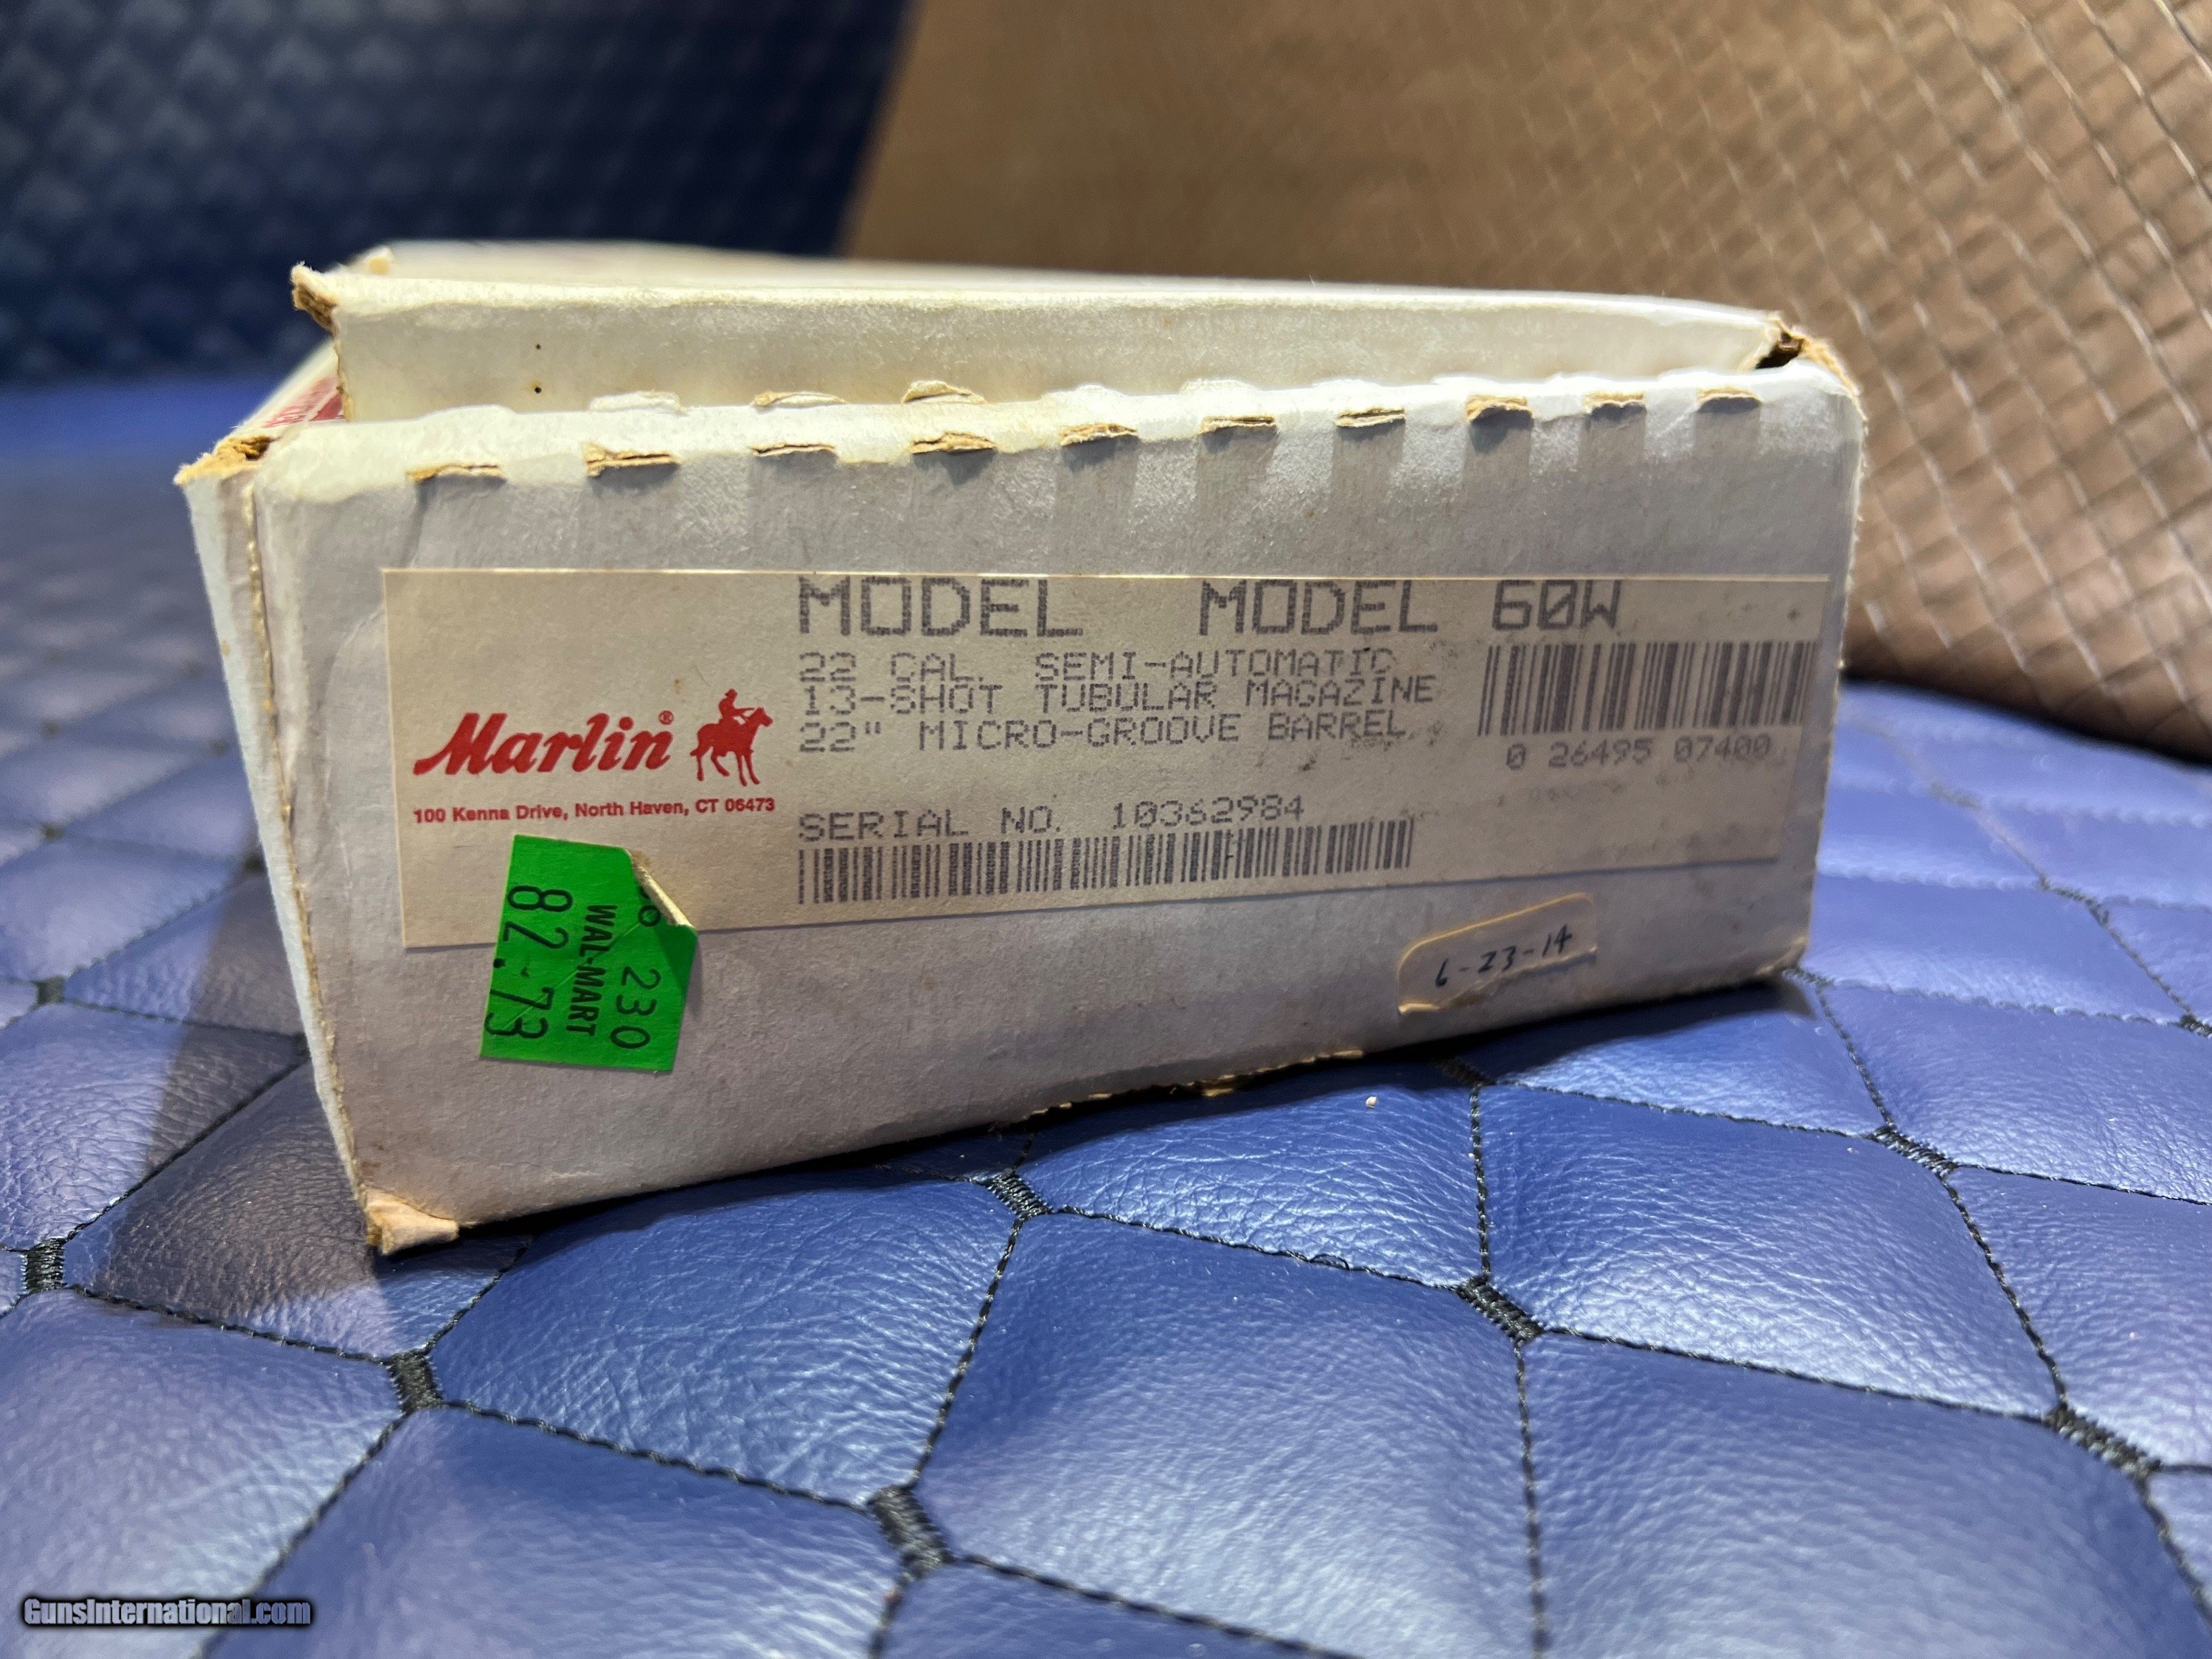 MODEL MODEL 60W
22 CAL. SEMI-AUTOMATIC
13-SHOT TUBULAR MAGAZINE
22" MICRO-GROOVE BARREL
Marlin®
100 Kenna Drive, North Haven, CT 06473
0 26495 07400
SERIAL NO. 10362984
230
WAL-MART
82.73
6-23-14
GunsInternational.com